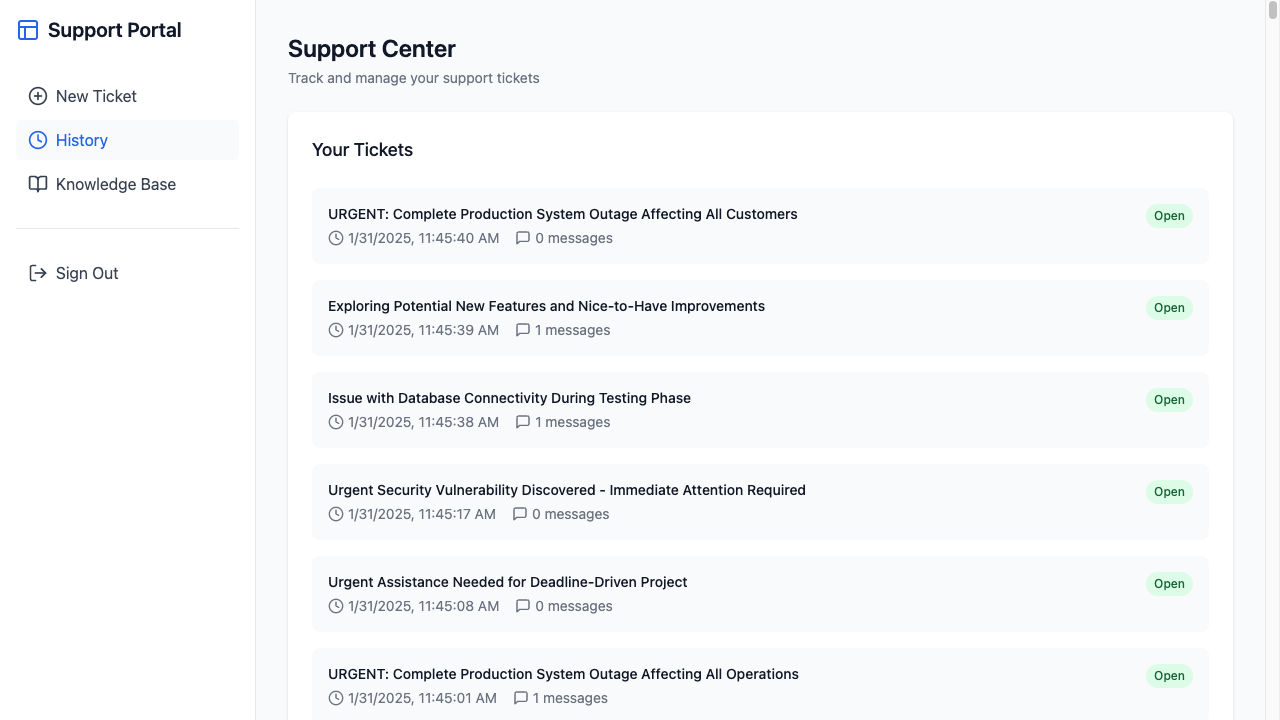 Support Portal
New Ticket
History
Knowledge Base
Sign Out
Support Center
Track and manage your support tickets
Your Tickets
URGENT: Complete Production System Outage Affecting All Customers
Open
1/31/2025, 11:45:40 AM 0 messages
Exploring Potential New Features and Nice-to-Have Improvements
Open
1/31/2025, 11:45:39 AM 1 messages
Issue with Database Connectivity During Testing Phase
Open
1/31/2025, 11:45:38 AM 1 messages
Urgent Security Vulnerability Discovered - Immediate Attention Required
Open
1/31/2025, 11:45:17 AM 0 messages
Urgent Assistance Needed for Deadline-Driven Project
Open
1/31/2025, 11:45:08 AM 0 messages
URGENT: Complete Production System Outage Affecting All Operations
Open
1/31/2025, 11:45:01 AM 1 messages